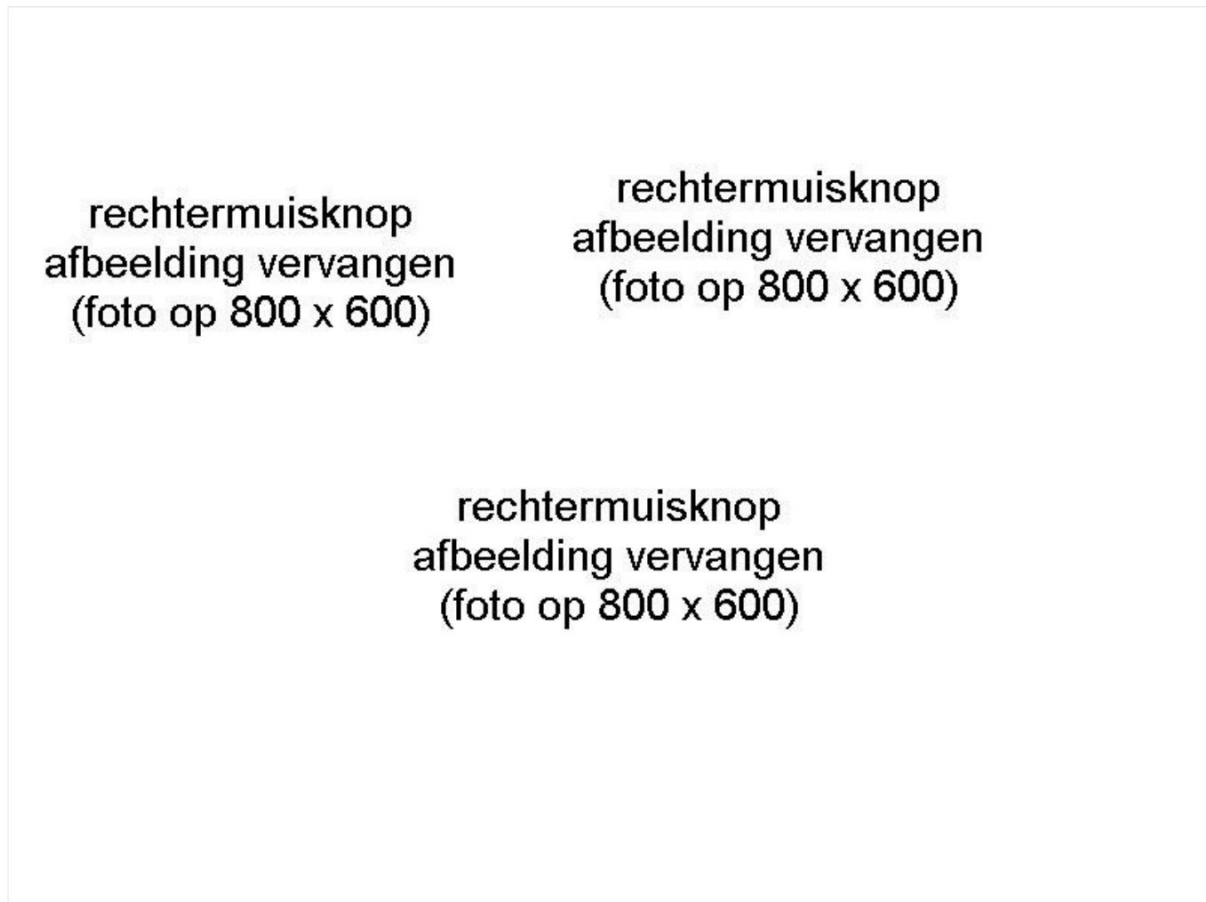 rechtermuisknop
afbeelding vervangen
(foto op 800 x 600)
rechtermuisknop
afbeelding vervangen
(foto op 800 x 600)
rechtermuisknop
afbeelding vervangen
(foto op 800 x 600)